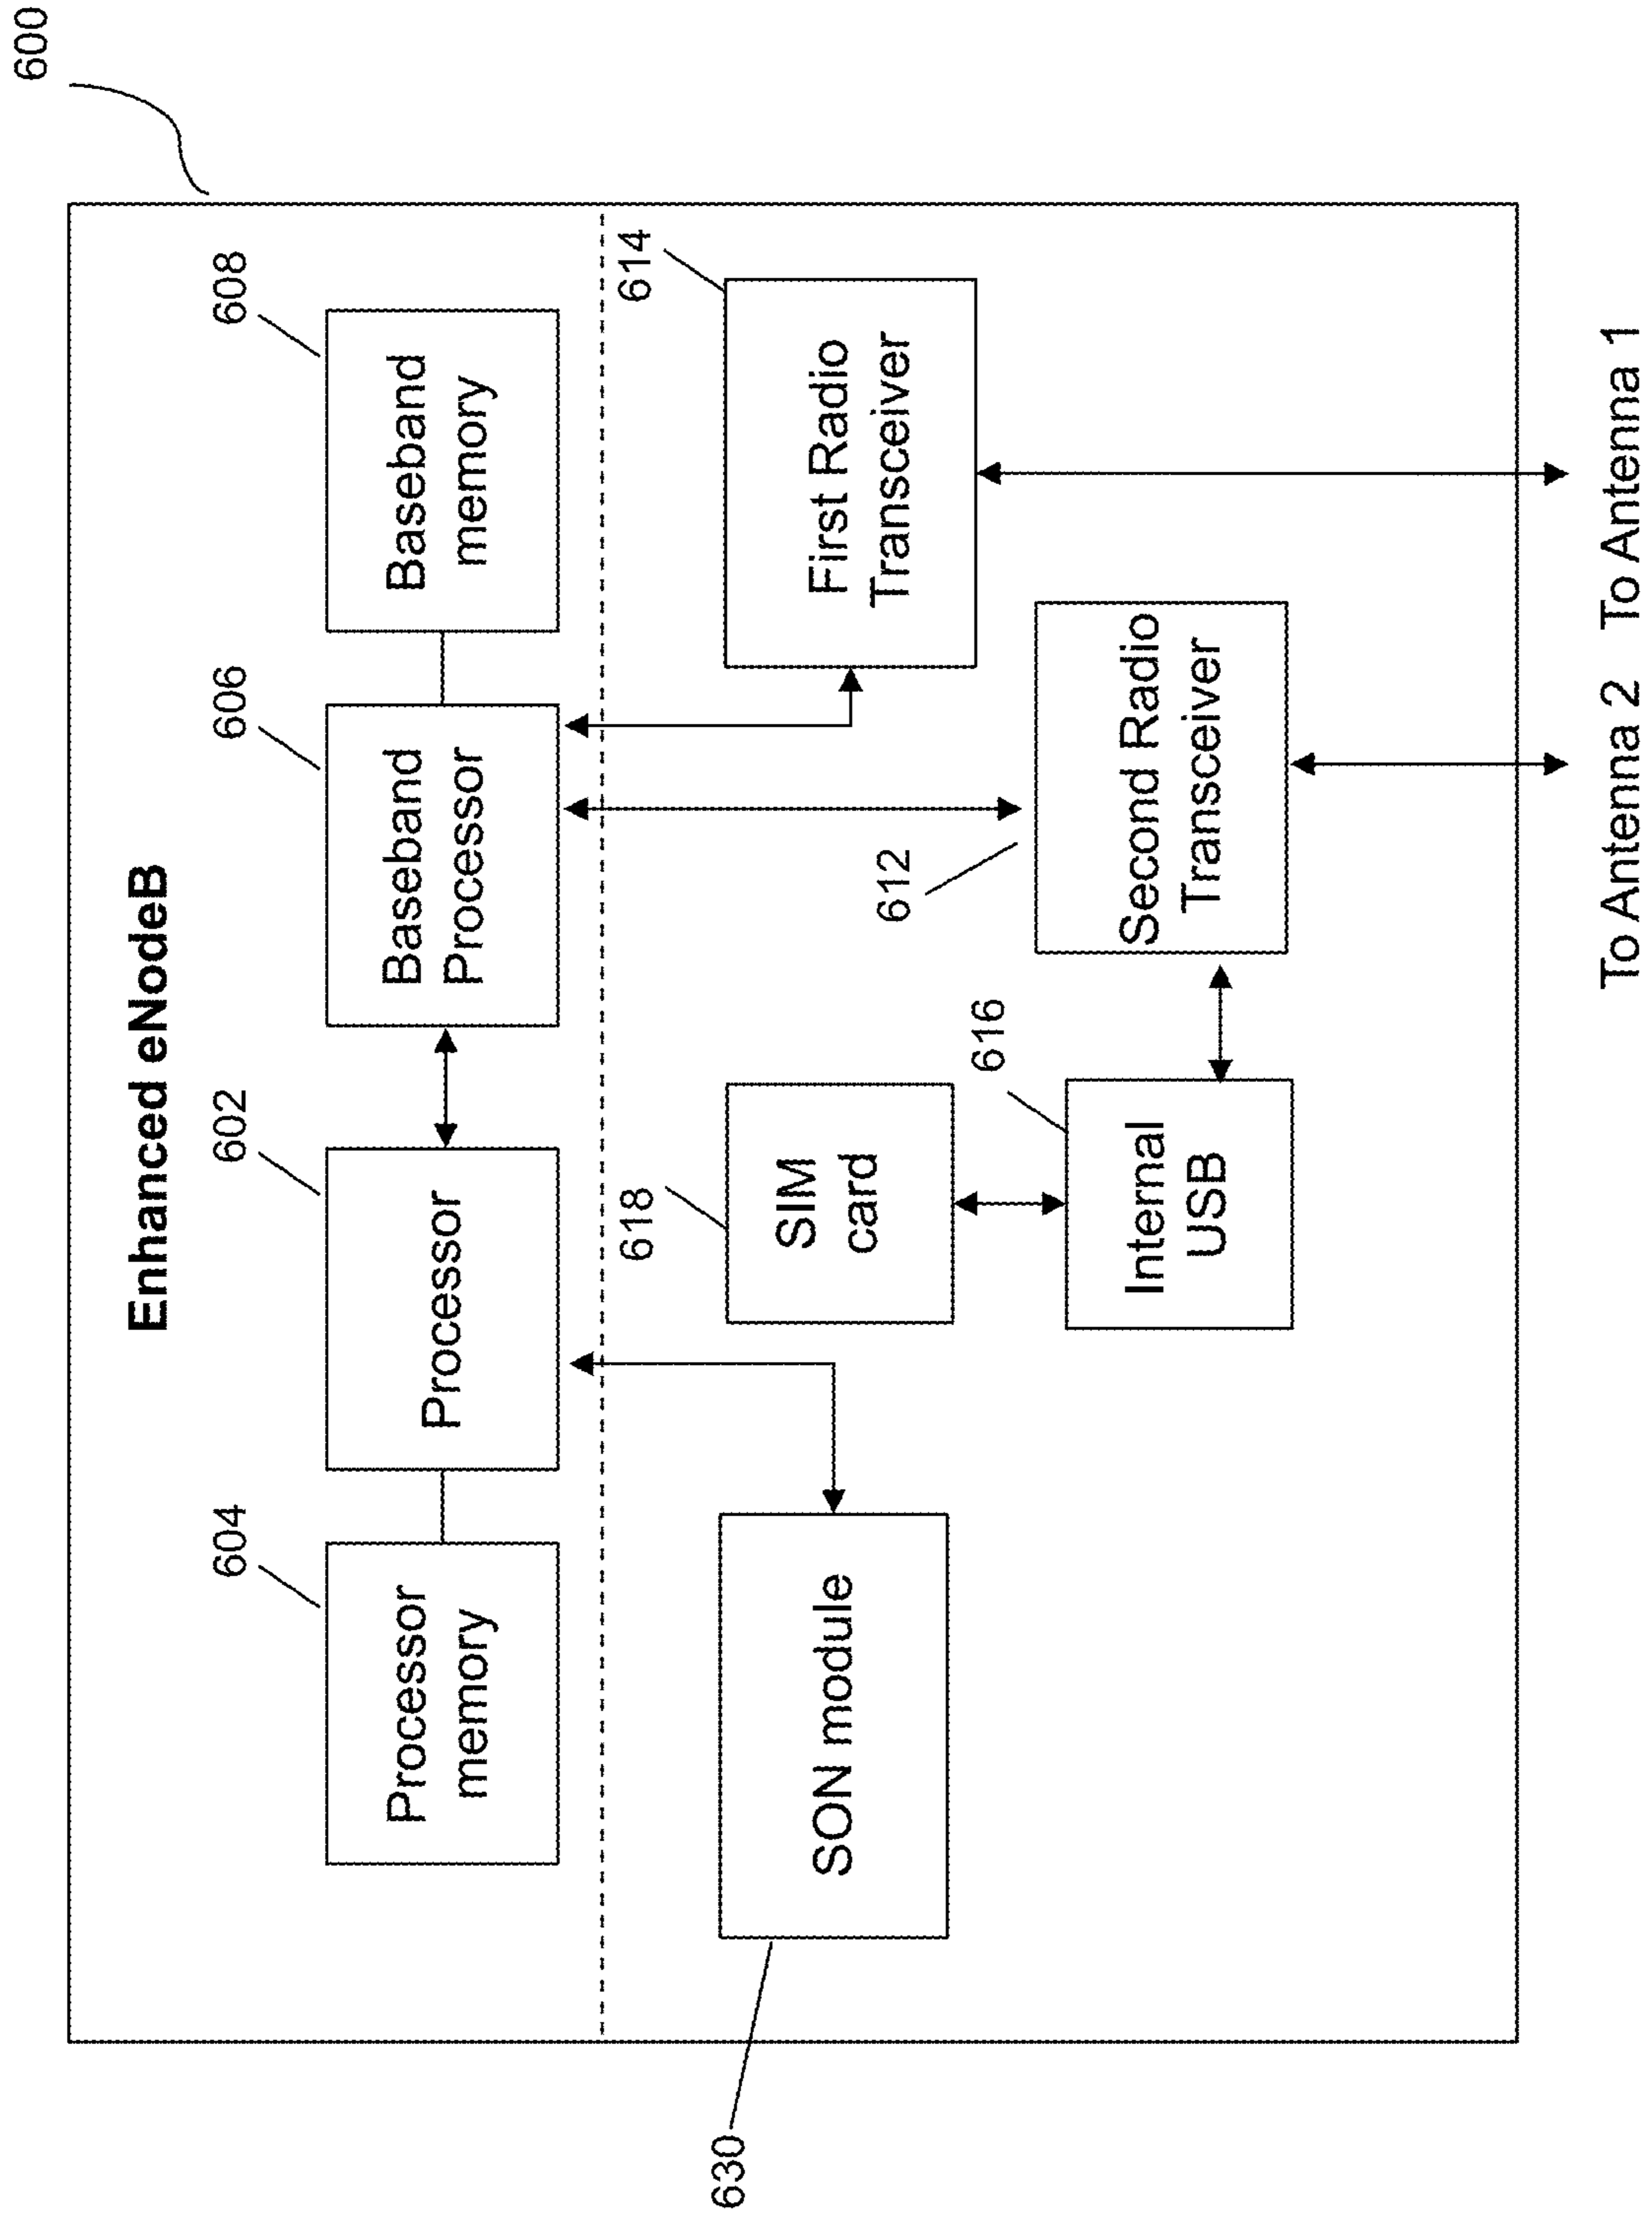 600
Enhanced eNodeB
604
602
606
608
Processor
memory
Processor
Baseband
Processor
Baseband
memory
630
618
612
614
SON module
SIM
card
First Radio
Transceiver
616
Internal
USB
Second Radio
Transceiver
To Antenna 2
To Antenna 1